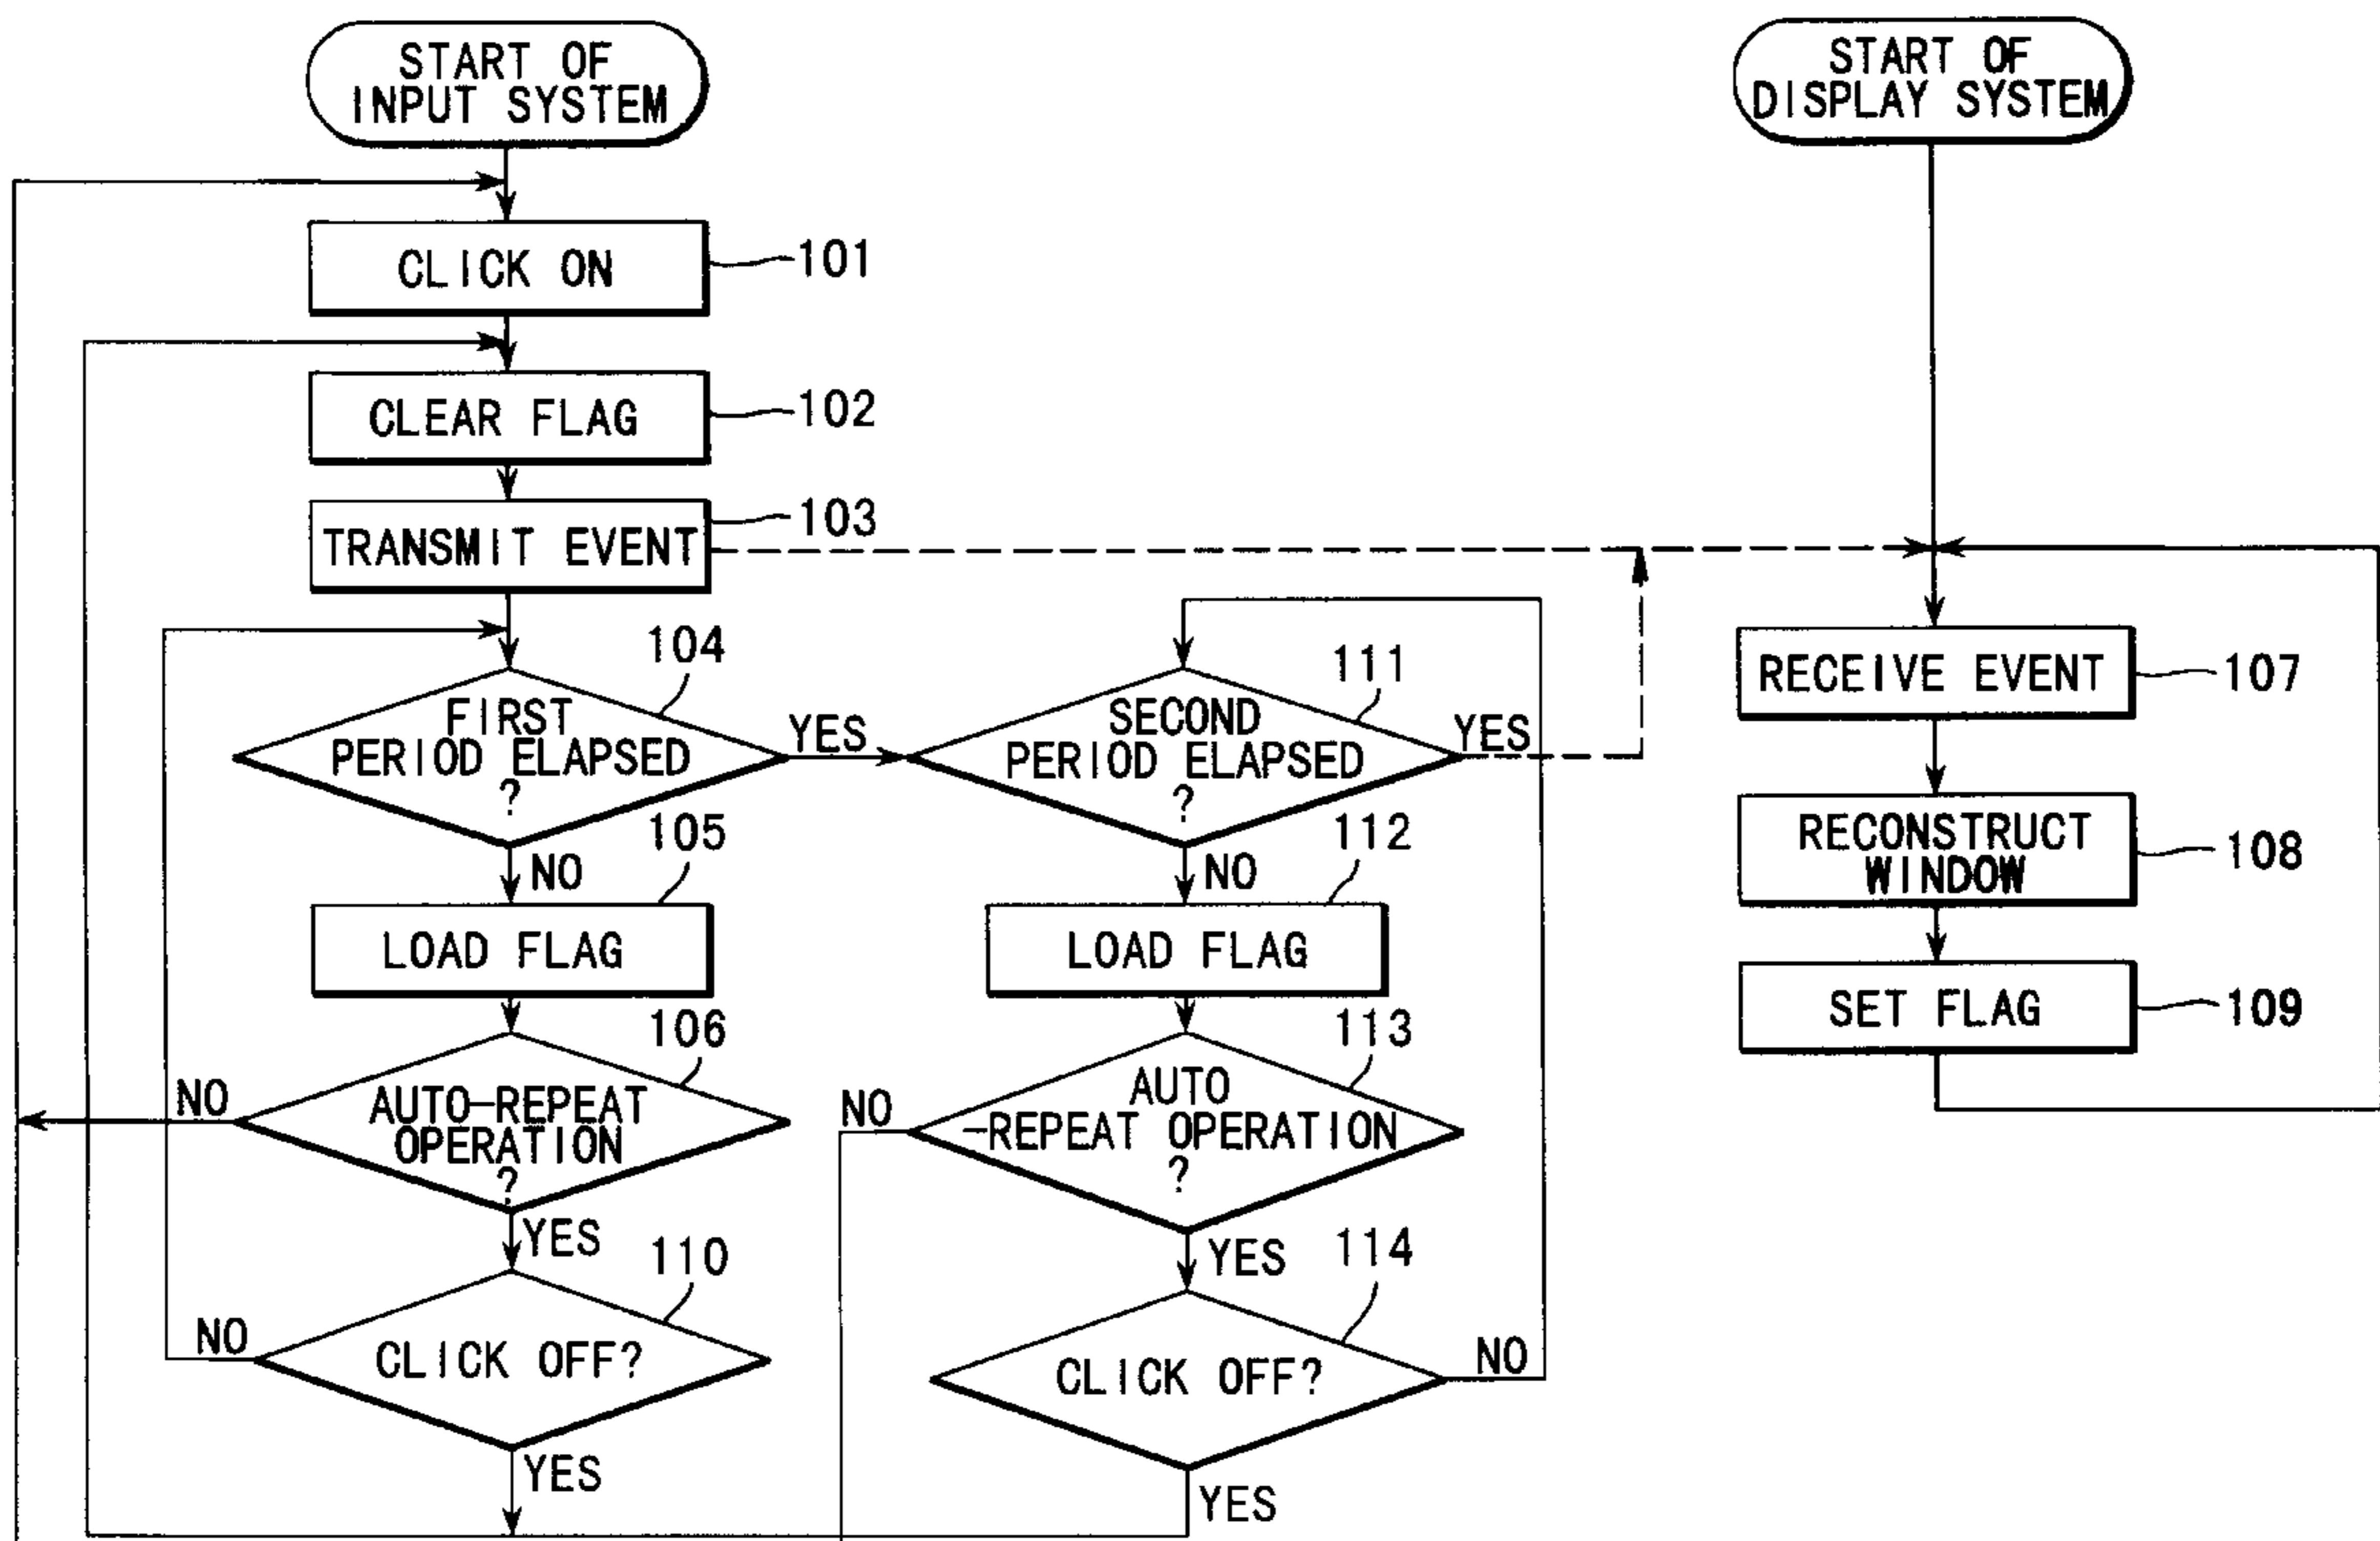 START OF
INPUT SYSTEM
CLICK ON
101
CLEAR FLAG
102
TRANSMIT EVENT
103
FIRST
PERIOD ELAPSED
?
104
YES
NO
LOAD FLAG
105
AUTO-REPEAT
OPERATION
?
106
NO
YES
CLICK OFF?
110
NO
YES
SECOND
PERIOD ELAPSED
?
111
YES
NO
LOAD FLAG
112
AUTO
-REPEAT OPERATION
?
113
NO
YES
CLICK OFF?
114
NO
YES
START OF
DISPLAY SYSTEM
RECEIVE EVENT
107
RECONSTRUCT
WINDOW
108
SET FLAG
109